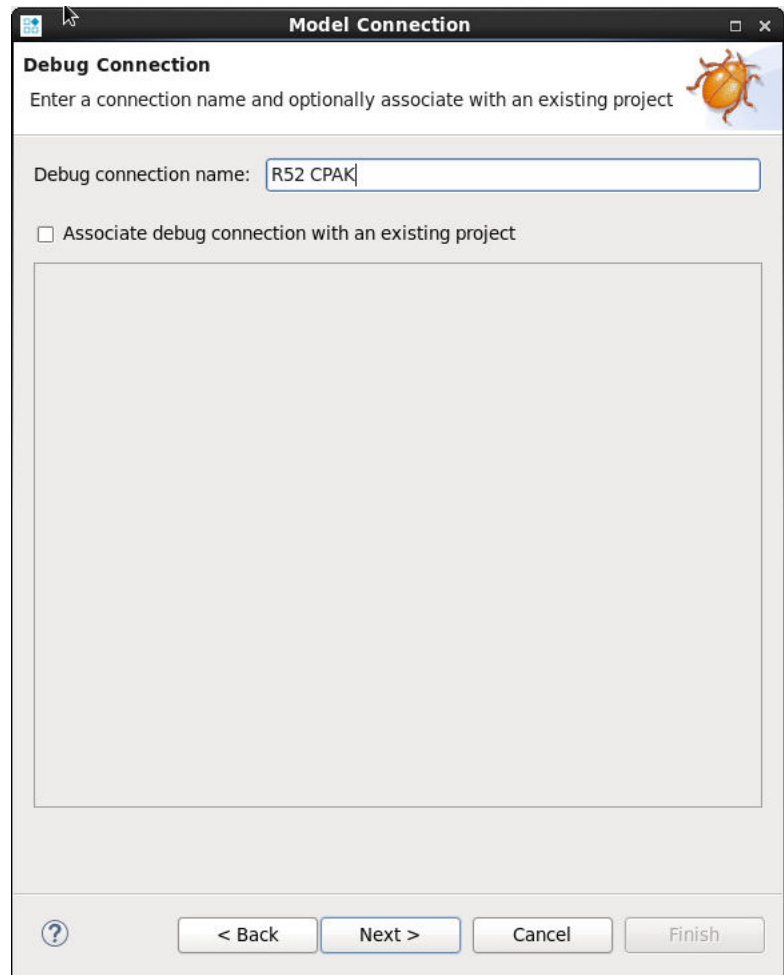 Model Connection
Debug Connection
Enter a connection name and optionally associate with an existing project
Debug connection name: R52 CPAK
Associate debug connection with an existing project
? < Back Next > Cancel Finish